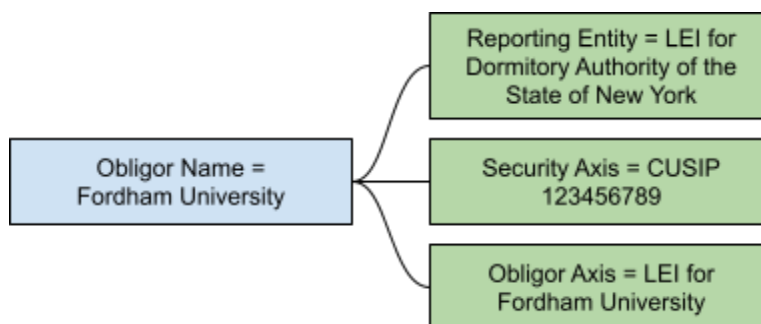 Reporting Entity = LEI for
Dormitory Authority of the
State of New York
Obligor Name =
Fordham University
Security Axis = CUSIP
123456789
Obligor Axis = LEI for
Fordham University